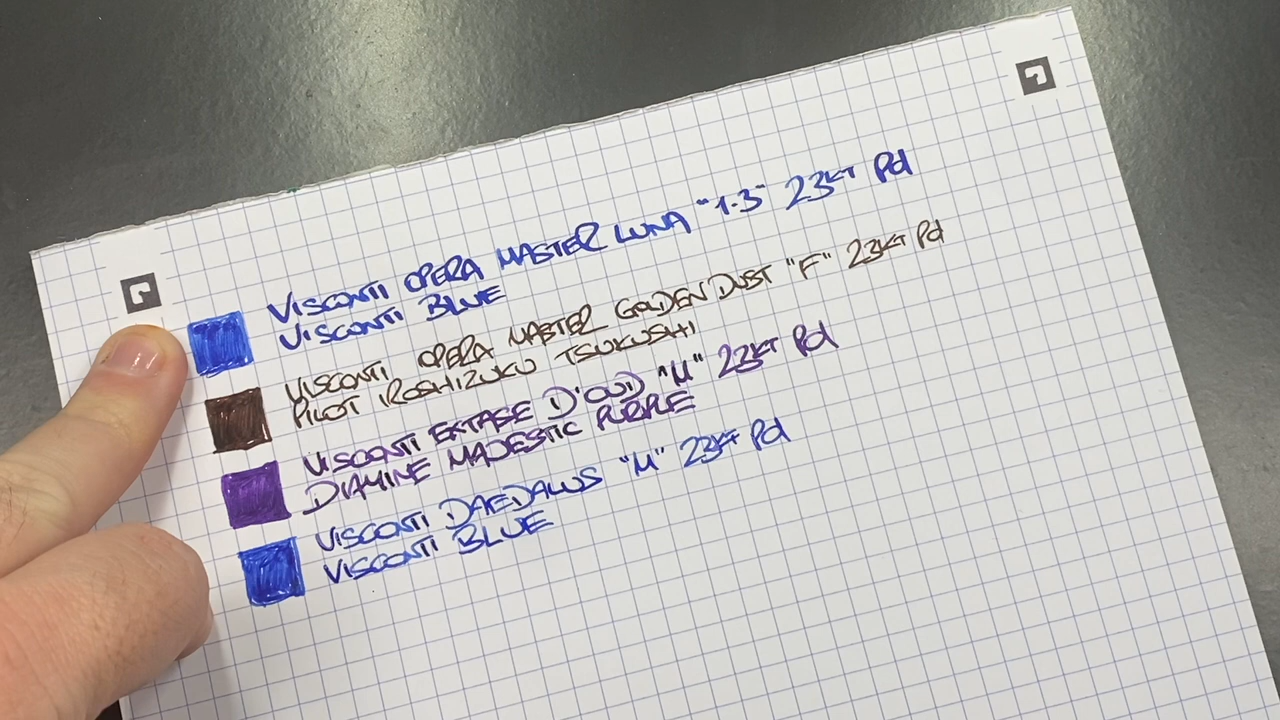 VISCONTI OPERA MASTER LUNA "1.3" 23KT Pd
VISCONTI BLUE
VISCONTI OPERA MASTER GOLDEN DUST "F" 23KT Pd
PILOT IROSHIZUKU TSUKUSHI
VISCONTI EXTASE D'OUD "M" 23KT Pd
DIAMINE MAJESTIC PURPLE
VISCONTI DAEDALUS "M" 23KT Pd
VISCONTI BLUE